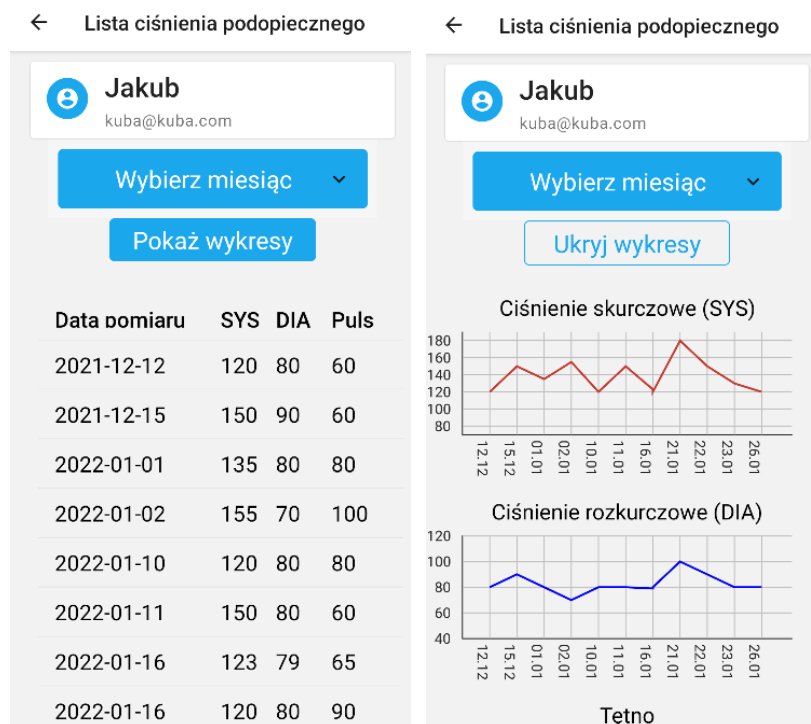 Lista ciśnienia podopiecznego
Jakub
kuba@kuba.com
Wybierz miesiąc
Pokaż wykresy
Data pomiaru SYS DIA Puls
2021-12-12 120 80 60
2021-12-15 150 90 60
2022-01-01 135 80 80
2022-01-02 155 70 100
2022-01-10 120 80 80
2022-01-11 150 80 60
2022-01-16 123 79 65
2022-01-16 120 80 90
Lista ciśnienia podopiecznego
Jakub
kuba@kuba.com
Wybierz miesiąc
Ukryj wykresy
Ciśnienie skurczowe (SYS)
180
160
140
120
100
80
12.12 15.12 01.01 02.01 10.01 11.01 16.01 21.01 22.01 23.01 26.01
Ciśnienie rozkurczowe (DIA)
120
100
80
60
40
12.12 15.12 01.01 02.01 10.01 11.01 16.01 21.01 22.01 23.01 26.01
Tętno